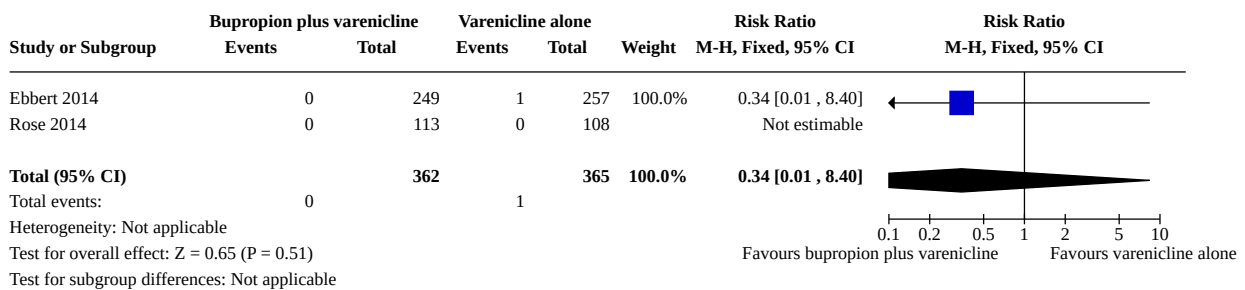 Bupropion plus varenicline Varenicline alone Risk Ratio Risk Ratio
Study or Subgroup Events Total Events Total Weight M-H, Fixed, 95% CI M-H, Fixed, 95% CI
Ebbert 2014 0 249 1 257 100.0% 0.34 [0.01 , 8.40]
Rose 2014 0 113 0 108 Not estimable
Total (95% CI) 362 365 100.0% 0.34 [0.01 , 8.40]
Total events: 0 1
Heterogeneity: Not applicable
0.1 0.2 0.5 1 2 5 10
Test for overall effect: Z = 0.65 (P = 0.51) Favours bupropion plus varenicline Favours varenicline alone
Test for subgroup differences: Not applicable